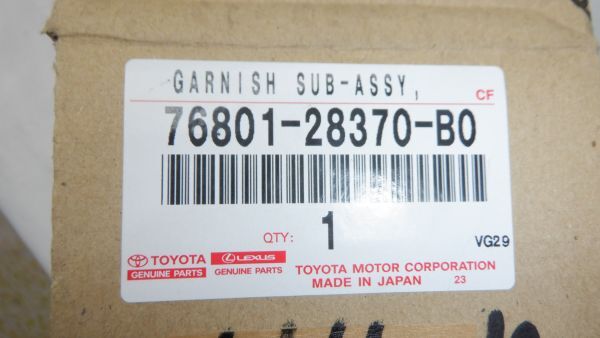 GARNISH SUB-ASSY,
CF
76801-28370-B0
QTY: 1
VG29
TOYOTA LEXUS
GENUINE PARTS GENUINE PARTS
TOYOTA MOTOR CORPORATION
MADE IN JAPAN 23